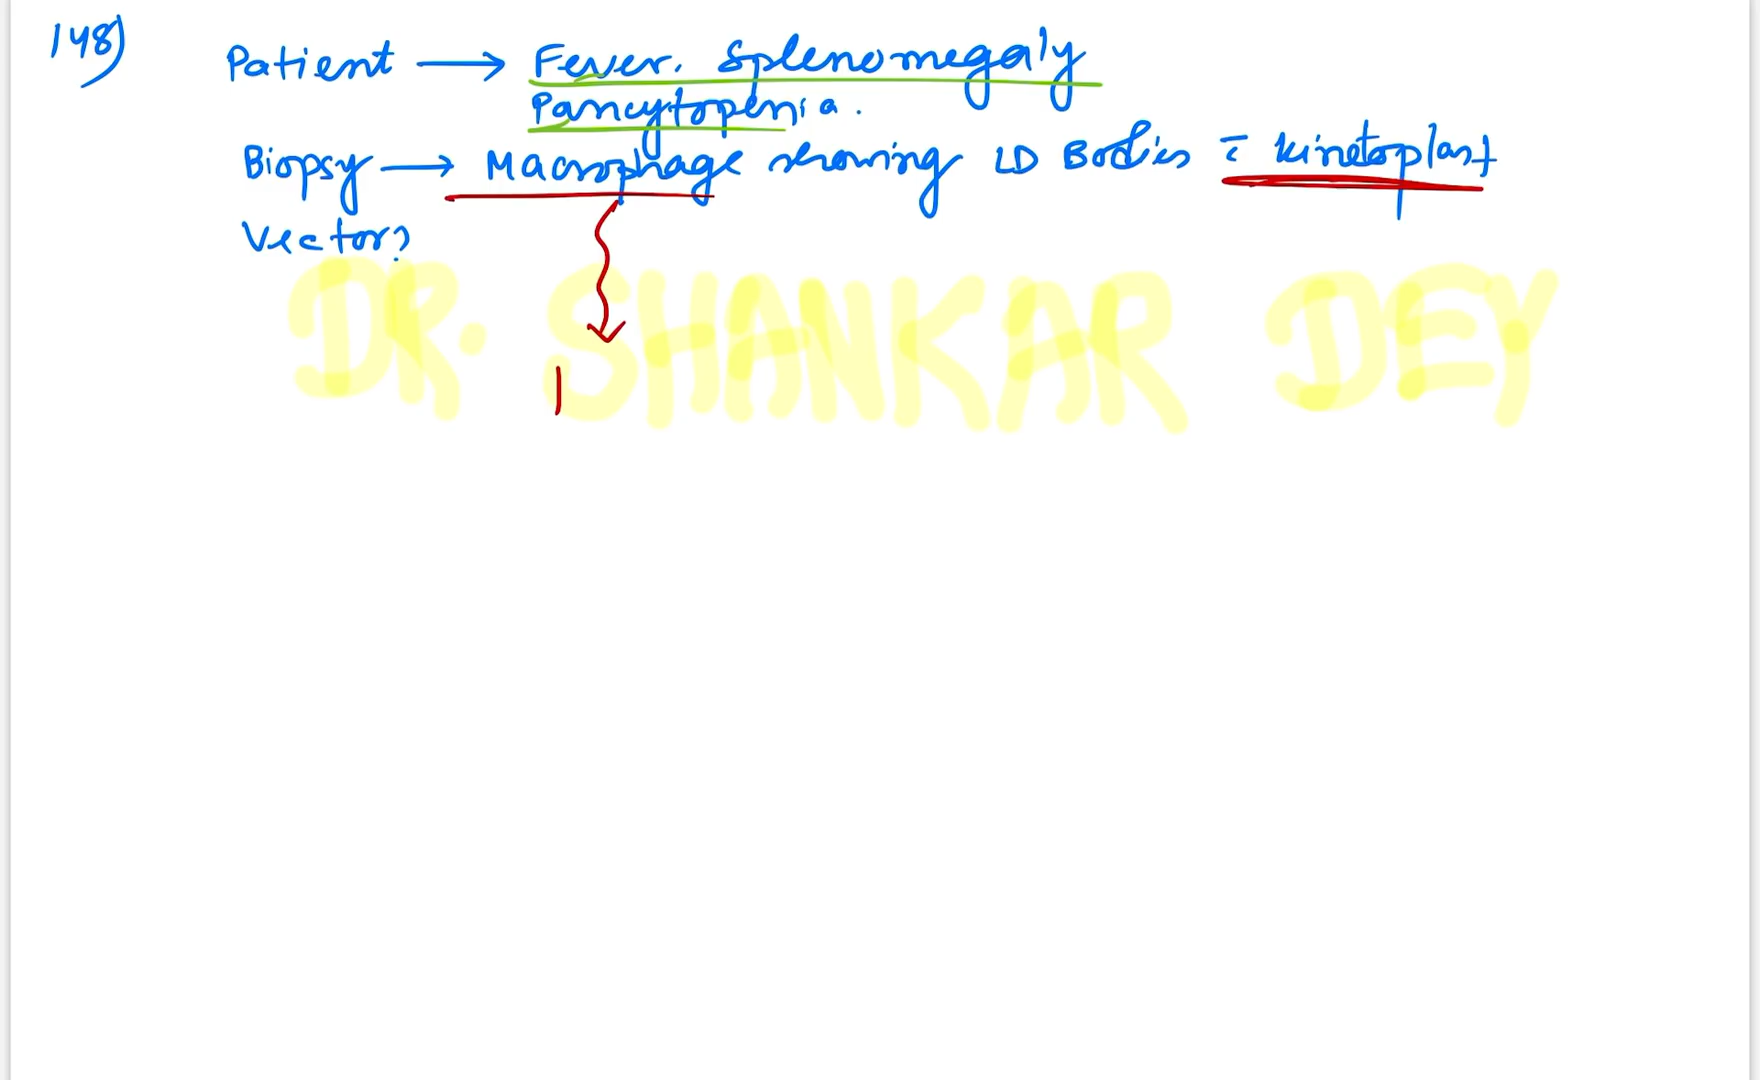 148)
Patient → Fever. Splenomegaly
Pancytopenia.
Biopsy → Macrophage showing LD Bodies c̄ kinetoplast
Vector?
DR. SHANKAR DEY